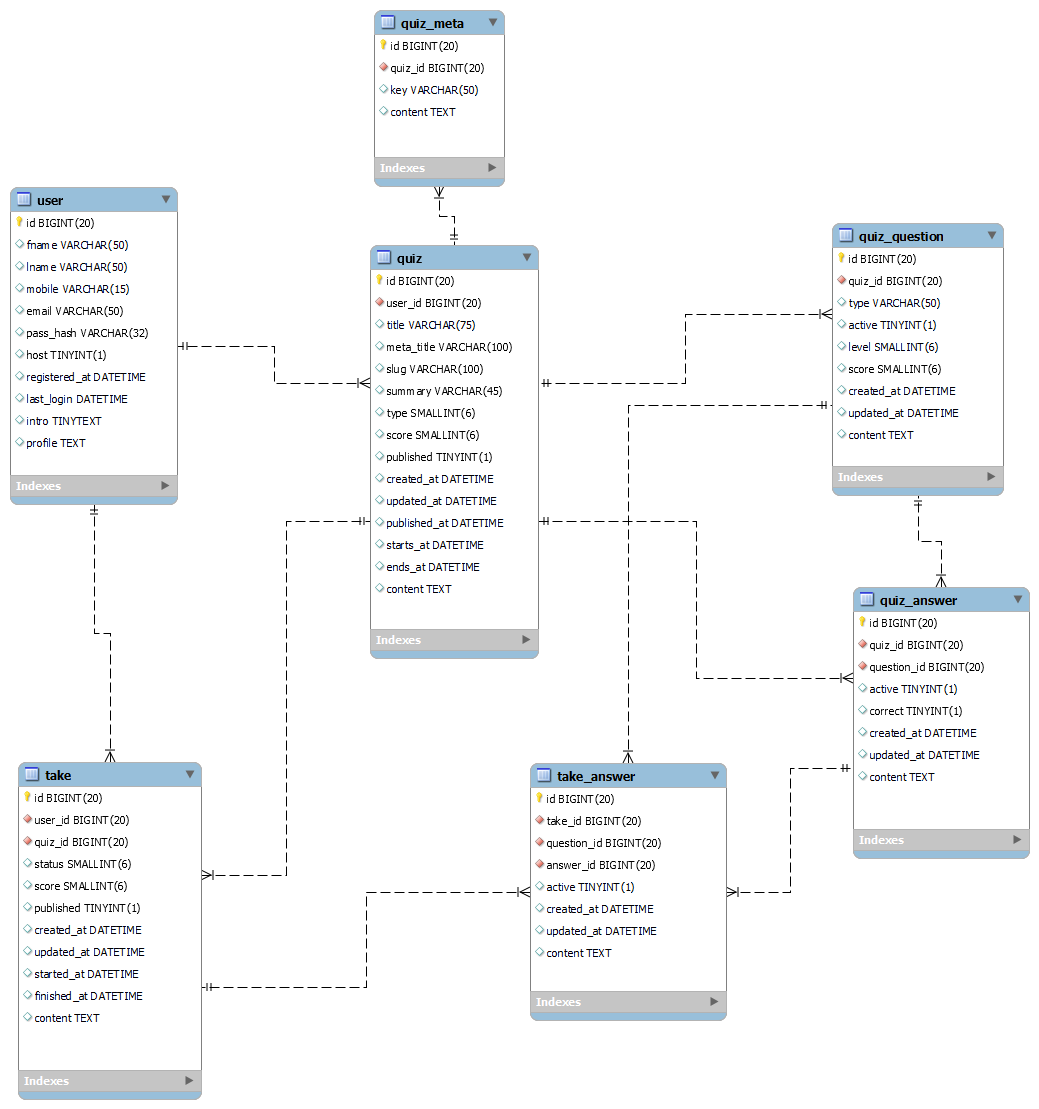 quiz_meta
id BIGINT(20)
quiz_id BIGINT(20)
key VARCHAR(50)
content TEXT
Indexes
user
id BIGINT(20)
fname VARCHAR(50)
lname VARCHAR(50)
mobile VARCHAR(15)
email VARCHAR(50)
pass_hash VARCHAR(32)
host TINYINT(1)
registered_at DATETIME
last_login DATETIME
intro TINYTEXT
profile TEXT
Indexes
quiz
id BIGINT(20)
user_id BIGINT(20)
title VARCHAR(75)
meta_title VARCHAR(100)
slug VARCHAR(100)
summary VARCHAR(45)
type SMALLINT(6)
score SMALLINT(6)
published TINYINT(1)
created_at DATETIME
updated_at DATETIME
published_at DATETIME
starts_at DATETIME
ends_at DATETIME
content TEXT
Indexes
quiz_question
id BIGINT(20)
quiz_id BIGINT(20)
type VARCHAR(50)
active TINYINT(1)
level SMALLINT(6)
score SMALLINT(6)
created_at DATETIME
updated_at DATETIME
content TEXT
Indexes
quiz_answer
id BIGINT(20)
quiz_id BIGINT(20)
question_id BIGINT(20)
active TINYINT(1)
correct TINYINT(1)
created_at DATETIME
updated_at DATETIME
content TEXT
Indexes
take
id BIGINT(20)
user_id BIGINT(20)
quiz_id BIGINT(20)
status SMALLINT(6)
score SMALLINT(6)
published TINYINT(1)
created_at DATETIME
updated_at DATETIME
started_at DATETIME
finished_at DATETIME
content TEXT
Indexes
take_answer
id BIGINT(20)
take_id BIGINT(20)
question_id BIGINT(20)
answer_id BIGINT(20)
active TINYINT(1)
created_at DATETIME
updated_at DATETIME
content TEXT
Indexes